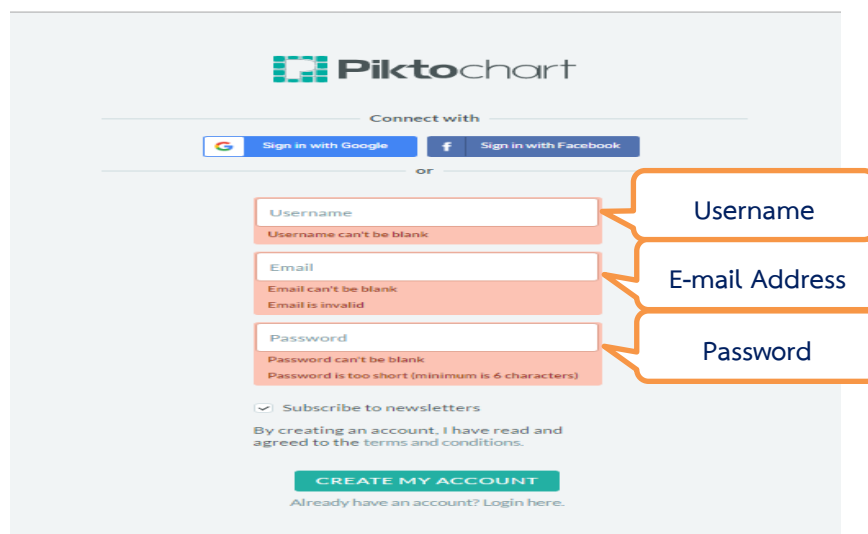 Piktochart
Connect with
Sign in with Google
f Sign in with Facebook
or
Username
Username can't be blank
Username
Email
Email can't be blank
Email is invalid
E-mail Address
Password
Password can't be blank
Password is too short (minimum is 6 characters)
Password
Subscribe to newsletters
By creating an account, I have read and
agreed to the terms and conditions.
CREATE MY ACCOUNT
Already have an account? Login here.